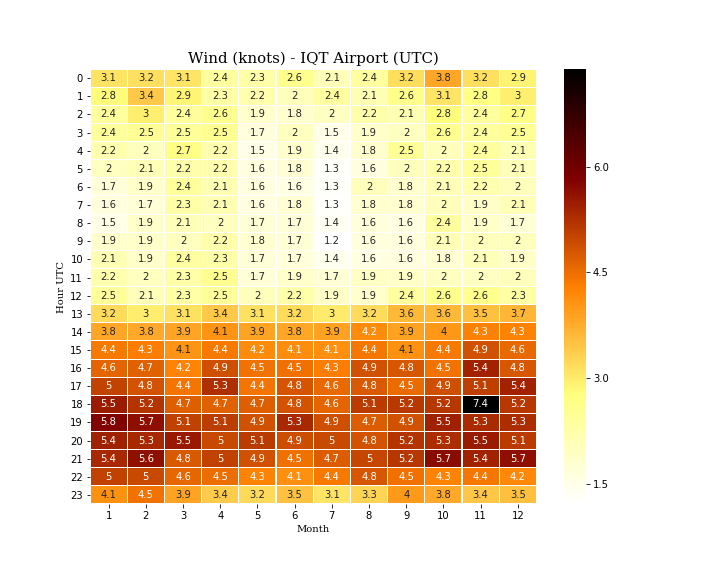 Wind (knots) - IQT Airport (UTC)
0 3.1 3.2 3.1 2.4 2.3 2.6 2.1 2.4 3.2 3.8 3.2 2.9
1 2.8 3.4 2.9 2.3 2.2 2 2.4 2.1 2.6 3.1 2.8 3
2 2.4 3 2.4 2.6 1.9 1.8 2 2.2 2.1 2.8 2.4 2.7
3 2.4 2.5 2.5 2.5 1.7 2 1.5 1.9 2 2.6 2.4 2.5
4 2.2 2 2.7 2.2 1.5 1.9 1.4 1.8 2.5 2 2.4 2.1
5 2 2.1 2.2 2.2 1.6 1.8 1.3 1.6 2 2.2 2.5 2.1
6 1.7 1.9 2.4 2.1 1.6 1.6 1.3 2 1.8 2.1 2.2 2
7 1.6 1.7 2.3 2.1 1.6 1.8 1.3 1.8 1.8 2 1.9 2.1
8 1.5 1.9 2.1 2 1.7 1.7 1.4 1.6 1.6 2.4 1.9 1.7
9 1.9 1.9 2 2.2 1.8 1.7 1.2 1.6 1.6 2.1 2 2
10 2.1 1.9 2.4 2.3 1.7 1.7 1.4 1.6 1.6 1.8 2.1 1.9
11 2.2 2 2.3 2.5 1.7 1.9 1.7 1.9 1.9 2 2 2
12 2.5 2.1 2.3 2.5 2 2.2 1.9 1.9 2.4 2.6 2.6 2.3
13 3.2 3 3.1 3.4 3.1 3.2 3 3.2 3.6 3.6 3.5 3.7
14 3.8 3.8 3.9 4.1 3.9 3.8 3.9 4.2 3.9 4 4.3 4.3
15 4.4 4.3 4.1 4.4 4.2 4.1 4.1 4.4 4.1 4.4 4.9 4.6
16 4.6 4.7 4.2 4.9 4.5 4.5 4.3 4.9 4.8 4.5 5.4 4.8
17 5 4.8 4.4 5.3 4.4 4.8 4.6 4.8 4.5 4.9 5.1 5.4
18 5.5 5.2 4.7 4.7 4.7 4.8 4.6 5.1 5.2 5.2 7.4 5.2
19 5.8 5.7 5.1 5.1 4.9 5.3 4.9 4.7 4.9 5.5 5.3 5.3
20 5.4 5.3 5.5 5 5.1 4.9 5 4.8 5.2 5.3 5.5 5.1
21 5.4 5.6 4.8 5 4.9 4.5 4.7 5 5.2 5.7 5.4 5.7
22 5 5 4.6 4.5 4.3 4.1 4.4 4.8 4.5 4.3 4.4 4.2
23 4.1 4.5 3.9 3.4 3.2 3.5 3.1 3.3 4 3.8 3.4 3.5
1 2 3 4 5 6 7 8 9 10 11 12
Month
Hour UTC
6.0
4.5
3.0
1.5